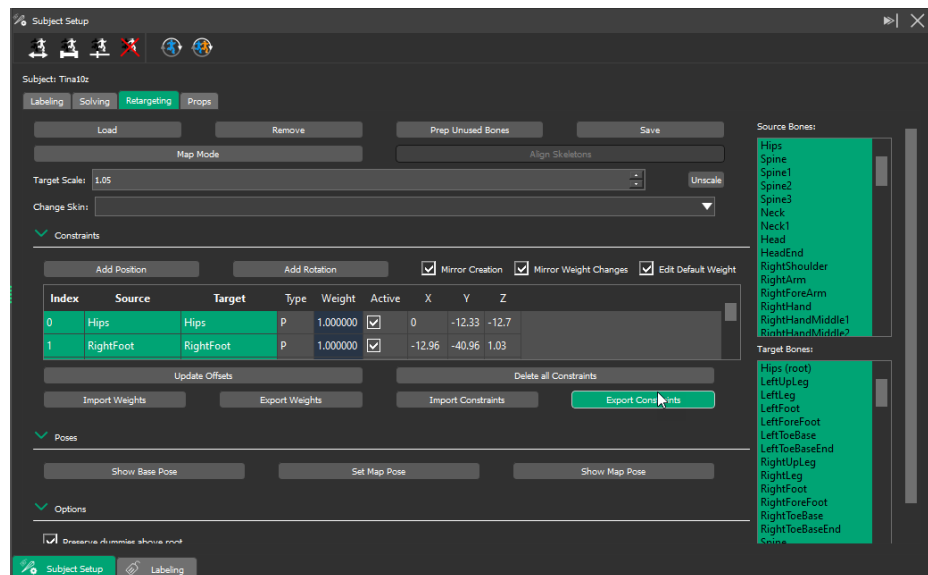 Subject Setup
Subject: Tina10z
Labeling Solving Retargeting Props
Load Remove Prep Unused Bones Save
Map Mode Align Skeletons
Target Scale: 1.05 Unscale
Change Skin:
Constraints
Add Position Add Rotation Mirror Creation Mirror Weight Changes Edit Default Weight
Index Source Target Type Weight Active X Y Z
0 Hips Hips P 1.000000 0 -12.33 -12.7
1 RightFoot RightFoot P 1.000000 -12.96 -40.96 1.03
Update Offsets Delete all Constraints
Import Weights Export Weights Import Constraints Export Constraints
Poses
Show Base Pose Set Map Pose Show Map Pose
Options
Preserve dummies above root
Source Bones:
Hips
Spine
Spine1
Spine2
Spine3
Neck
Neck1
Head
HeadEnd
RightShoulder
RightArm
RightForeArm
RightHand
RightHandMiddle1
RightHandMiddle2
Target Bones:
Hips (root)
LeftUpLeg
LeftLeg
LeftFoot
LeftForeFoot
LeftToeBase
LeftToeBaseEnd
RightUpLeg
RightLeg
RightFoot
RightForeFoot
RightToeBase
RightToeBaseEnd
Spine
Subject Setup Labeling